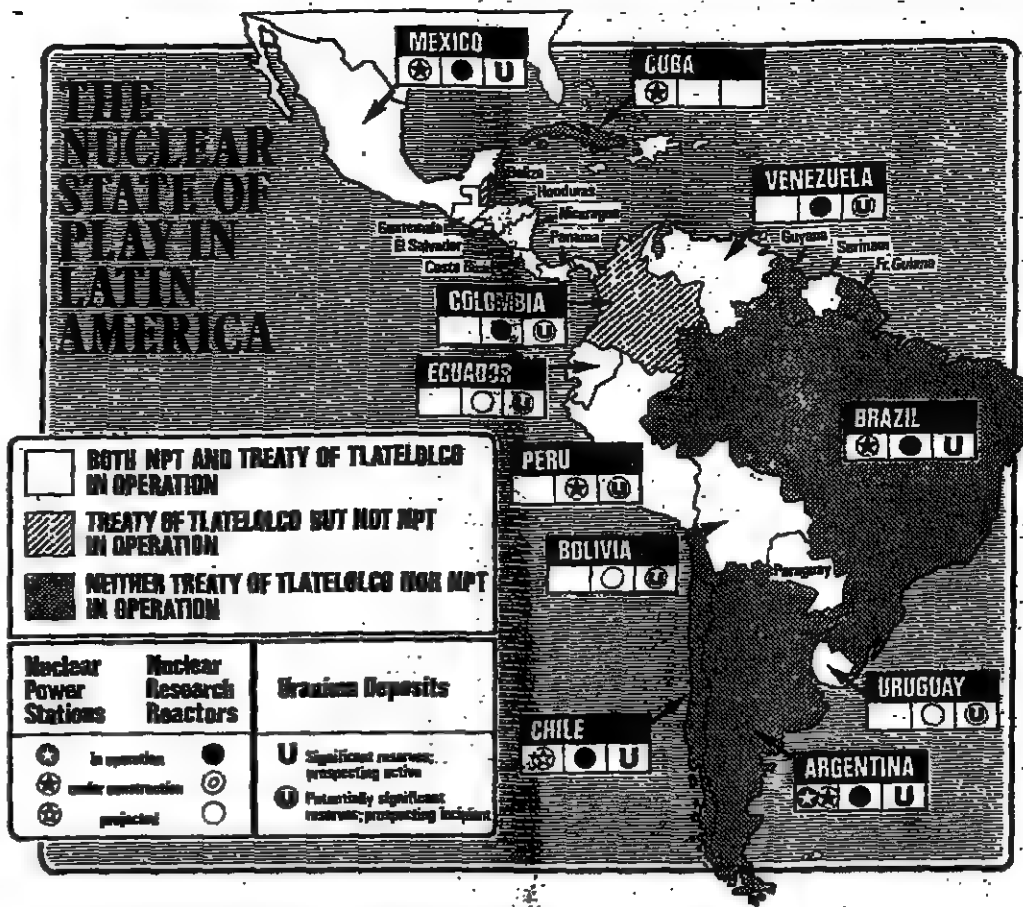 THE
NUCLEAR
STATE OF
PLAY IN
LATIN
AMERICA
MEXICO
U
CUBA
- -
VENEZUELA
U
Belize
Honduras
Nicaragua
Guatemala
Panama
El Salvador
Costa Rica
Guyana
Surinam
Fr. Guiana
COLOMBIA
U
ECUADOR
U
BRAZIL
U
PERU
U
BOLIVIA
U
Paraguay
URUGUAY
U
CHILE
U
ARGENTINA
U
BOTH NPT AND TREATY OF TLATELOLCO
IN OPERATION
TREATY OF TLATELOLCO BUT NOT NPT
IN OPERATION
NEITHER TREATY OF TLATELOLCO NOR NPT
IN OPERATION
Nuclear
Power
Stations
Nuclear
Research
Reactors
Uranium Deposits
In operation
under construction
projected
U Significant reserves;
prospecting active
U Potentially significant
reserves; prospecting incipient